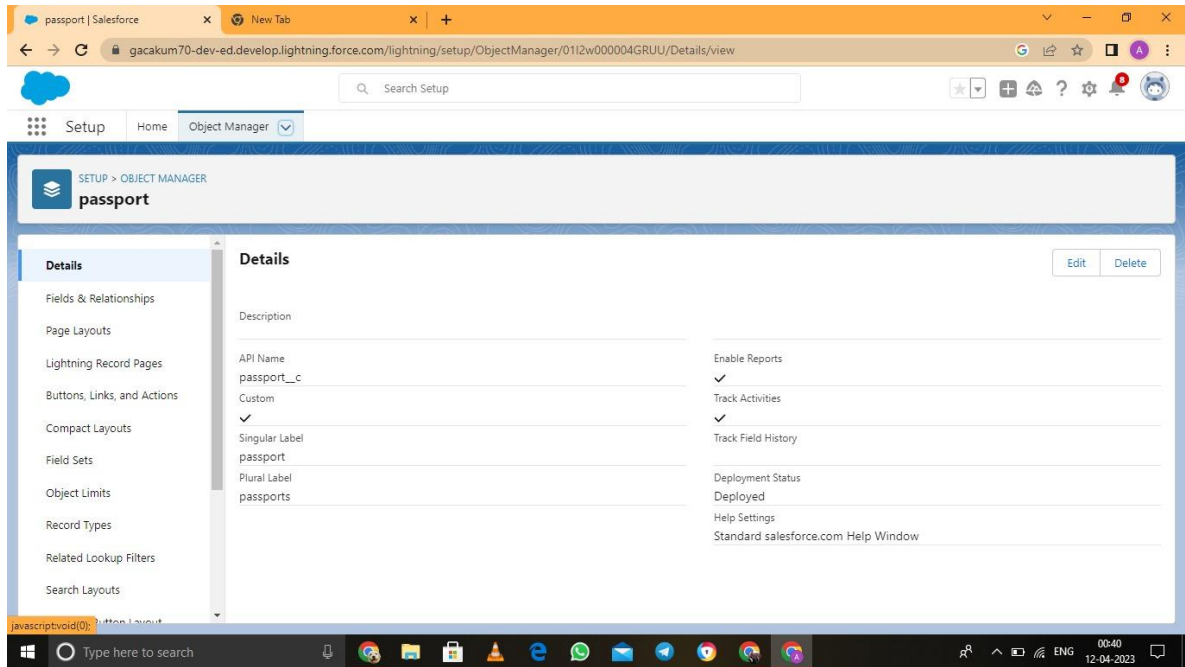 passport | Salesforce
New Tab
gacakum70-dev-ed.develop.lightning.force.com/lightning/setup/ObjectManager/01I2w000004GRUU/Details/view
G
A
Search Setup
8
Setup
Home
Object Manager
SETUP > OBJECT MANAGER
passport
Details
Fields & Relationships
Page Layouts
Lightning Record Pages
Buttons, Links, and Actions
Compact Layouts
Field Sets
Object Limits
Record Types
Related Lookup Filters
Search Layouts
Button Layout
javascript:void(0);
Details
Edit
Delete
Description
API Name
passport__c
Custom
Singular Label
passport
Plural Label
passports
Enable Reports
Track Activities
Track Field History
Deployment Status
Deployed
Help Settings
Standard salesforce.com Help Window
Type here to search
ENG
00:40
12-04-2023